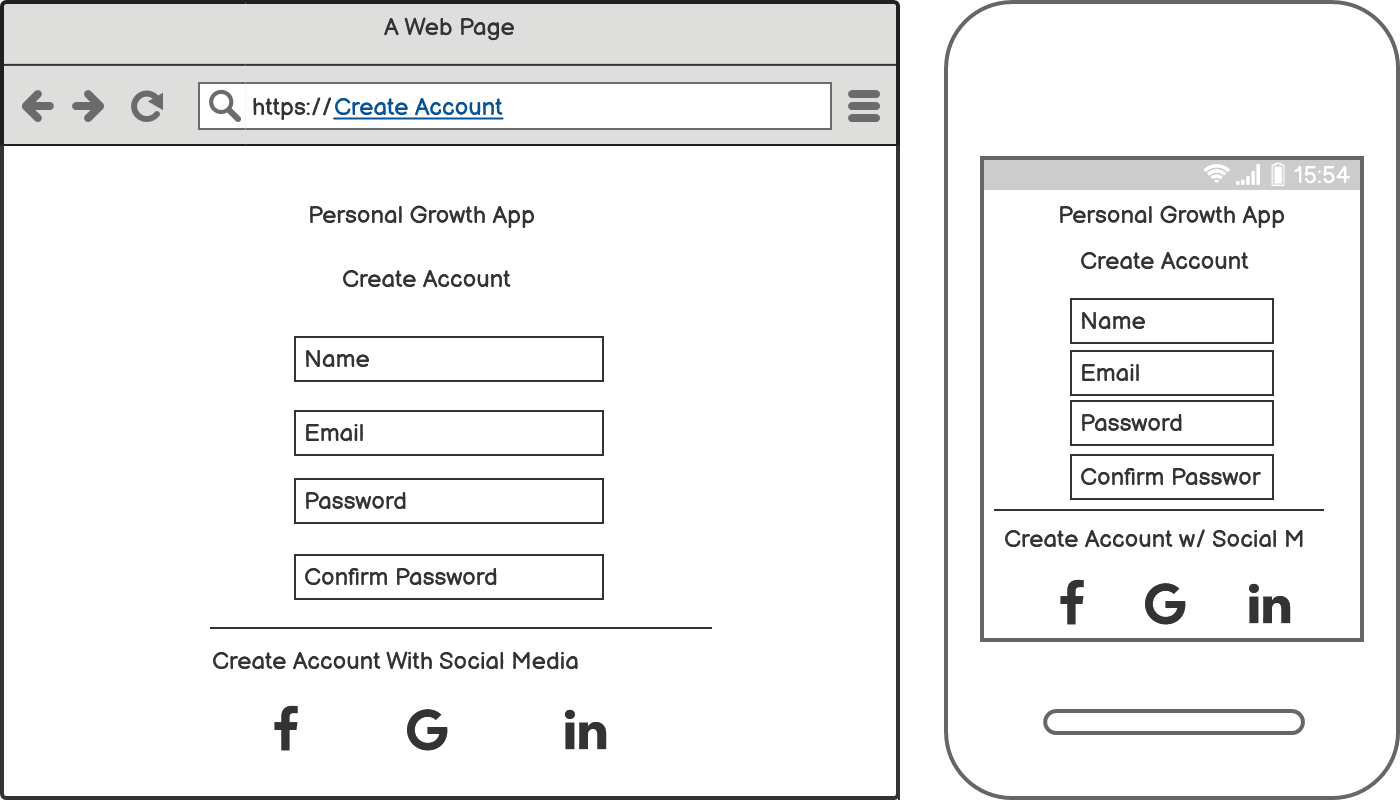 A Web Page
https://Create Account
Personal Growth App
Create Account
Name
Email
Password
Confirm Password
Create Account With Social Media
f G in
15:54
Personal Growth App
Create Account
Name
Email
Password
Confirm Passwor
Create Account w/ Social M
f G in